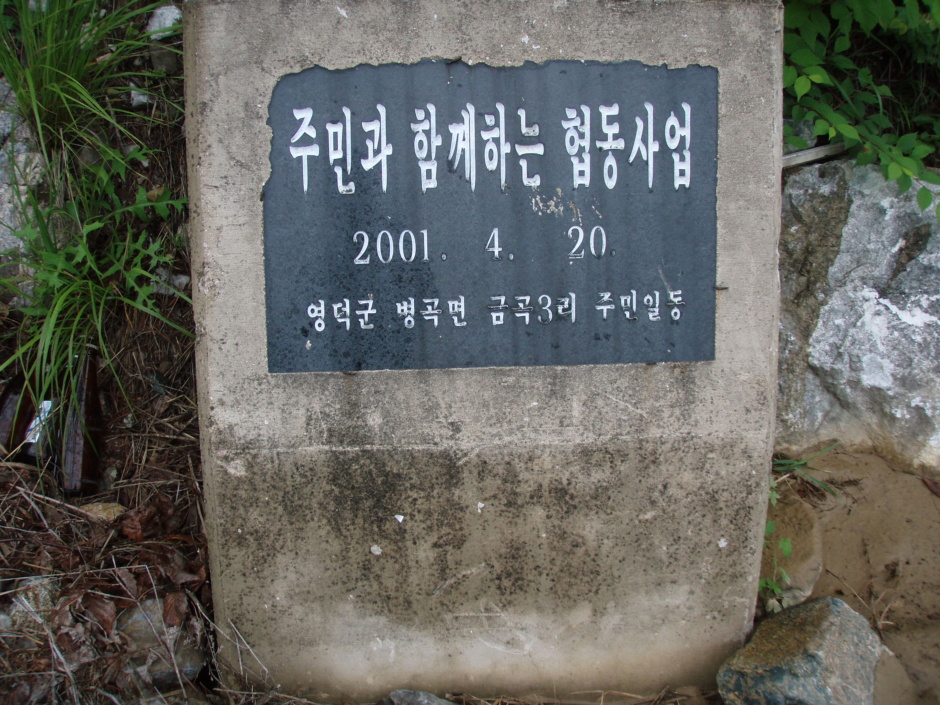 주민과 함께하는 협동사업
2001. 4. 20.
영덕군 병곡면 금곡3리 주민일동